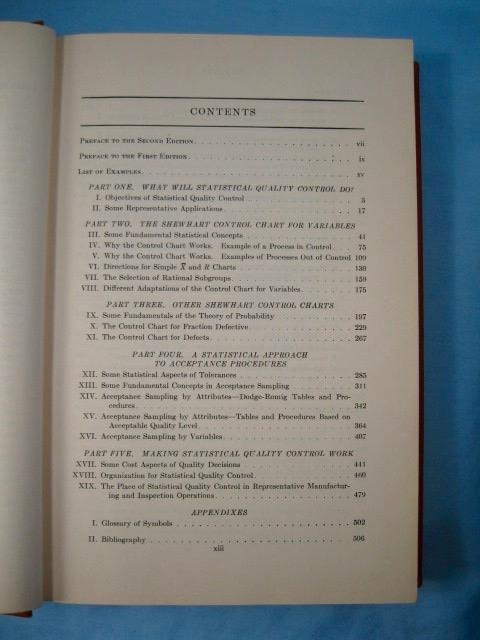 CONTENTS
PREFACE TO THE SECOND EDITION . . . vii
PREFACE TO THE FIRST EDITION . . . ix
LIST OF EXAMPLES . . . xv
PART ONE. WHAT WILL STATISTICAL QUALITY CONTROL DO?
I. Objectives of Statistical Quality Control . . . 3
II. Some Representative Applications . . . 17
PART TWO. THE SHEWHART CONTROL CHART FOR VARIABLES
III. Some Fundamental Statistical Concepts . . . 41
IV. Why the Control Chart Works. Example of a Process in Control . . . 75
V. Why the Control Chart Works. Examples of Processes Out of Control 109
VI. Directions for Simple X̄ and R Charts . . . 130
VII. The Selection of Rational Subgroups . . . 158
VIII. Different Adaptations of the Control Chart for Variables . . . 175
PART THREE. OTHER SHEWHART CONTROL CHARTS
IX. Some Fundamentals of the Theory of Probability . . . 197
X. The Control Chart for Fraction Defective . . . 229
XI. The Control Chart for Defects . . . 267
PART FOUR. A STATISTICAL APPROACH
TO ACCEPTANCE PROCEDURES
XII. Some Statistical Aspects of Tolerances . . . 285
XIII. Some Fundamental Concepts in Acceptance Sampling . . . 311
XIV. Acceptance Sampling by Attributes—Dodge-Romig Tables and Pro-
cedures . . . 342
XV. Acceptance Sampling by Attributes—Tables and Procedures Based on
Acceptable Quality Level . . . 364
XVI. Acceptance Sampling by Variables . . . 407
PART FIVE. MAKING STATISTICAL QUALITY CONTROL WORK
XVII. Some Cost Aspects of Quality Decisions . . . 441
XVIII. Organization for Statistical Quality Control . . . 460
XIX. The Place of Statistical Quality Control in Representative Manufactur-
ing and Inspection Operations . . . 479
APPENDIXES
I. Glossary of Symbols . . . 502
II. Bibliography . . . 506
xiii